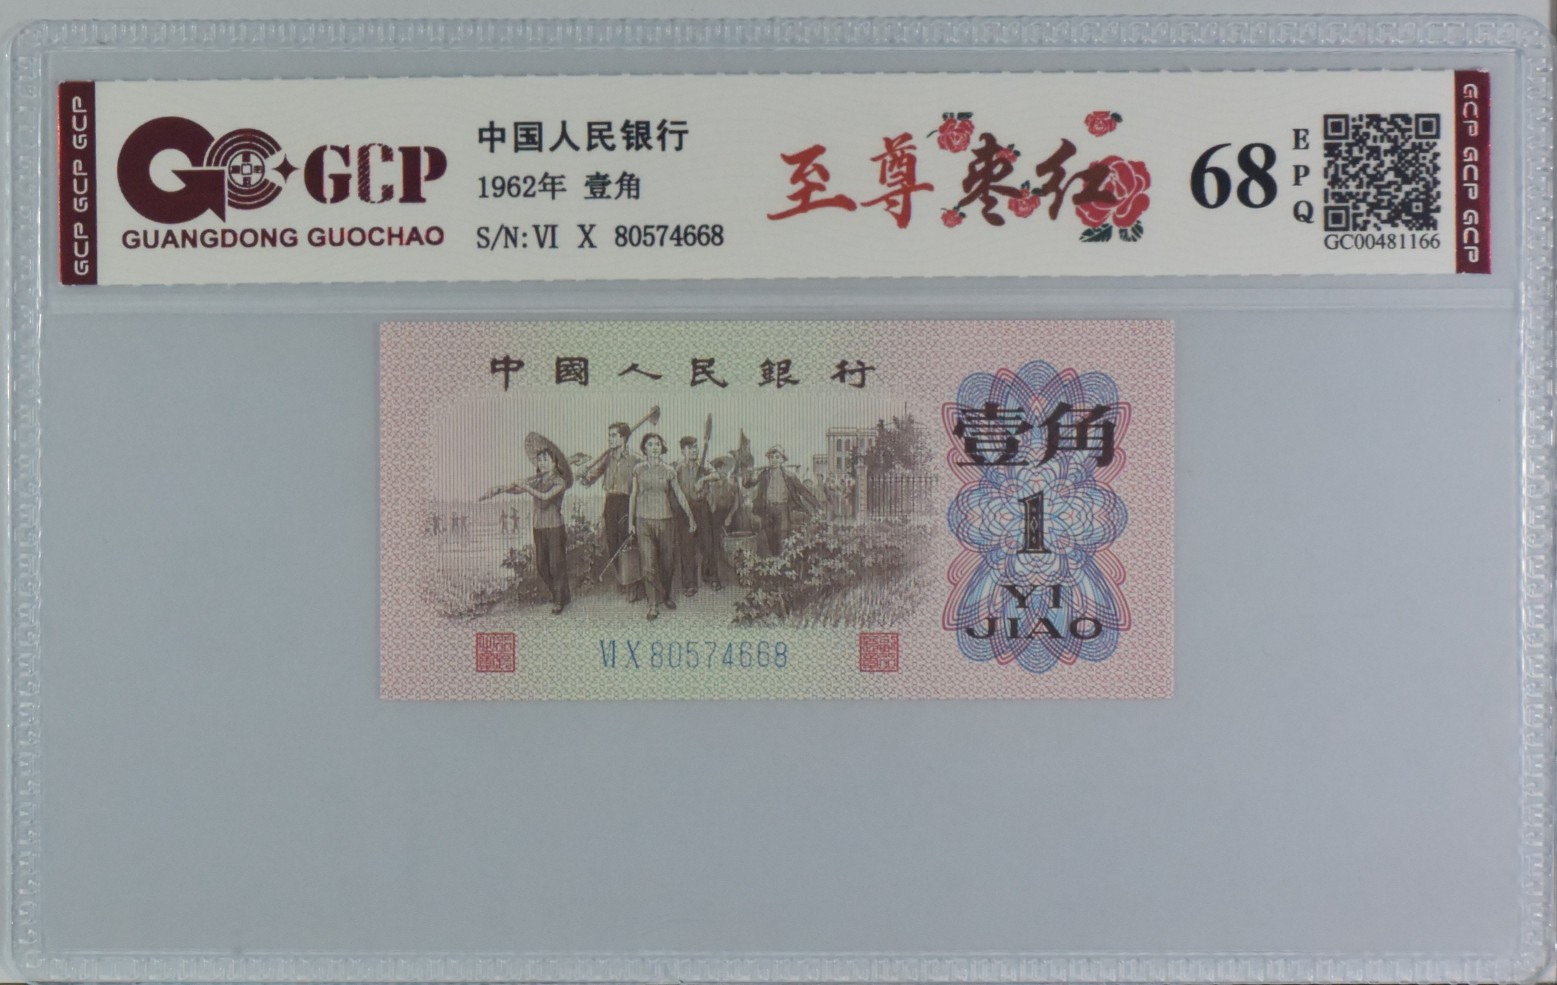 GCP GCP GCP
GCP
GUANGDONG GUOCHAO
中国人民银行
1962年 壹角
S/N:VI X 80574668
至尊枣红
68
EPQ
GC00481166
GCP GCP GCP
中國人民銀行
壹角
1
YI
JIAO
VI X 80574668